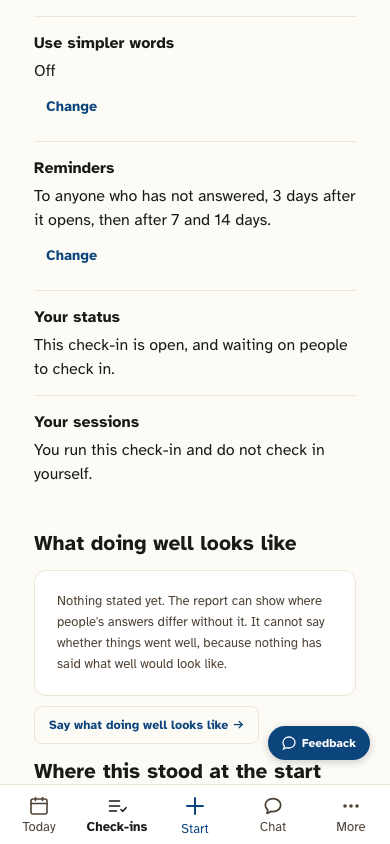 Use simpler words
Off
Change
Reminders
To anyone who has not answered, 3 days after
it opens, then after 7 and 14 days.
Change
Your status
This check-in is open, and waiting on people
to check in.
Your sessions
You run this check-in and do not check in
yourself.
What doing well looks like
Nothing stated yet. The report can show where
people's answers differ without it. It cannot say
whether things went well, because nothing has
said what well would look like.
Say what doing well looks like →
Feedback
Where this stood at the start
Today
Check-ins
Start
Chat
More